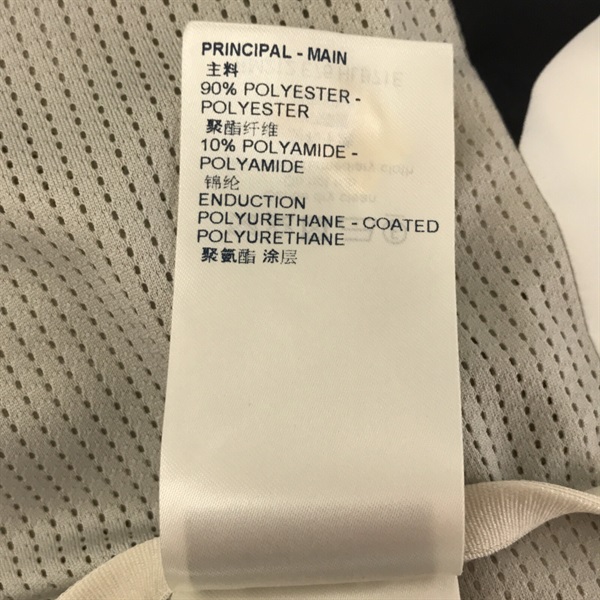 PRINCIPAL - MAIN
主料
90% POLYESTER -
POLYESTER
聚酯纤维
10% POLYAMIDE -
POLYAMIDE
锦纶
ENDUCTION
POLYURETHANE - COATED
POLYURETHANE
聚氨酯 涂层